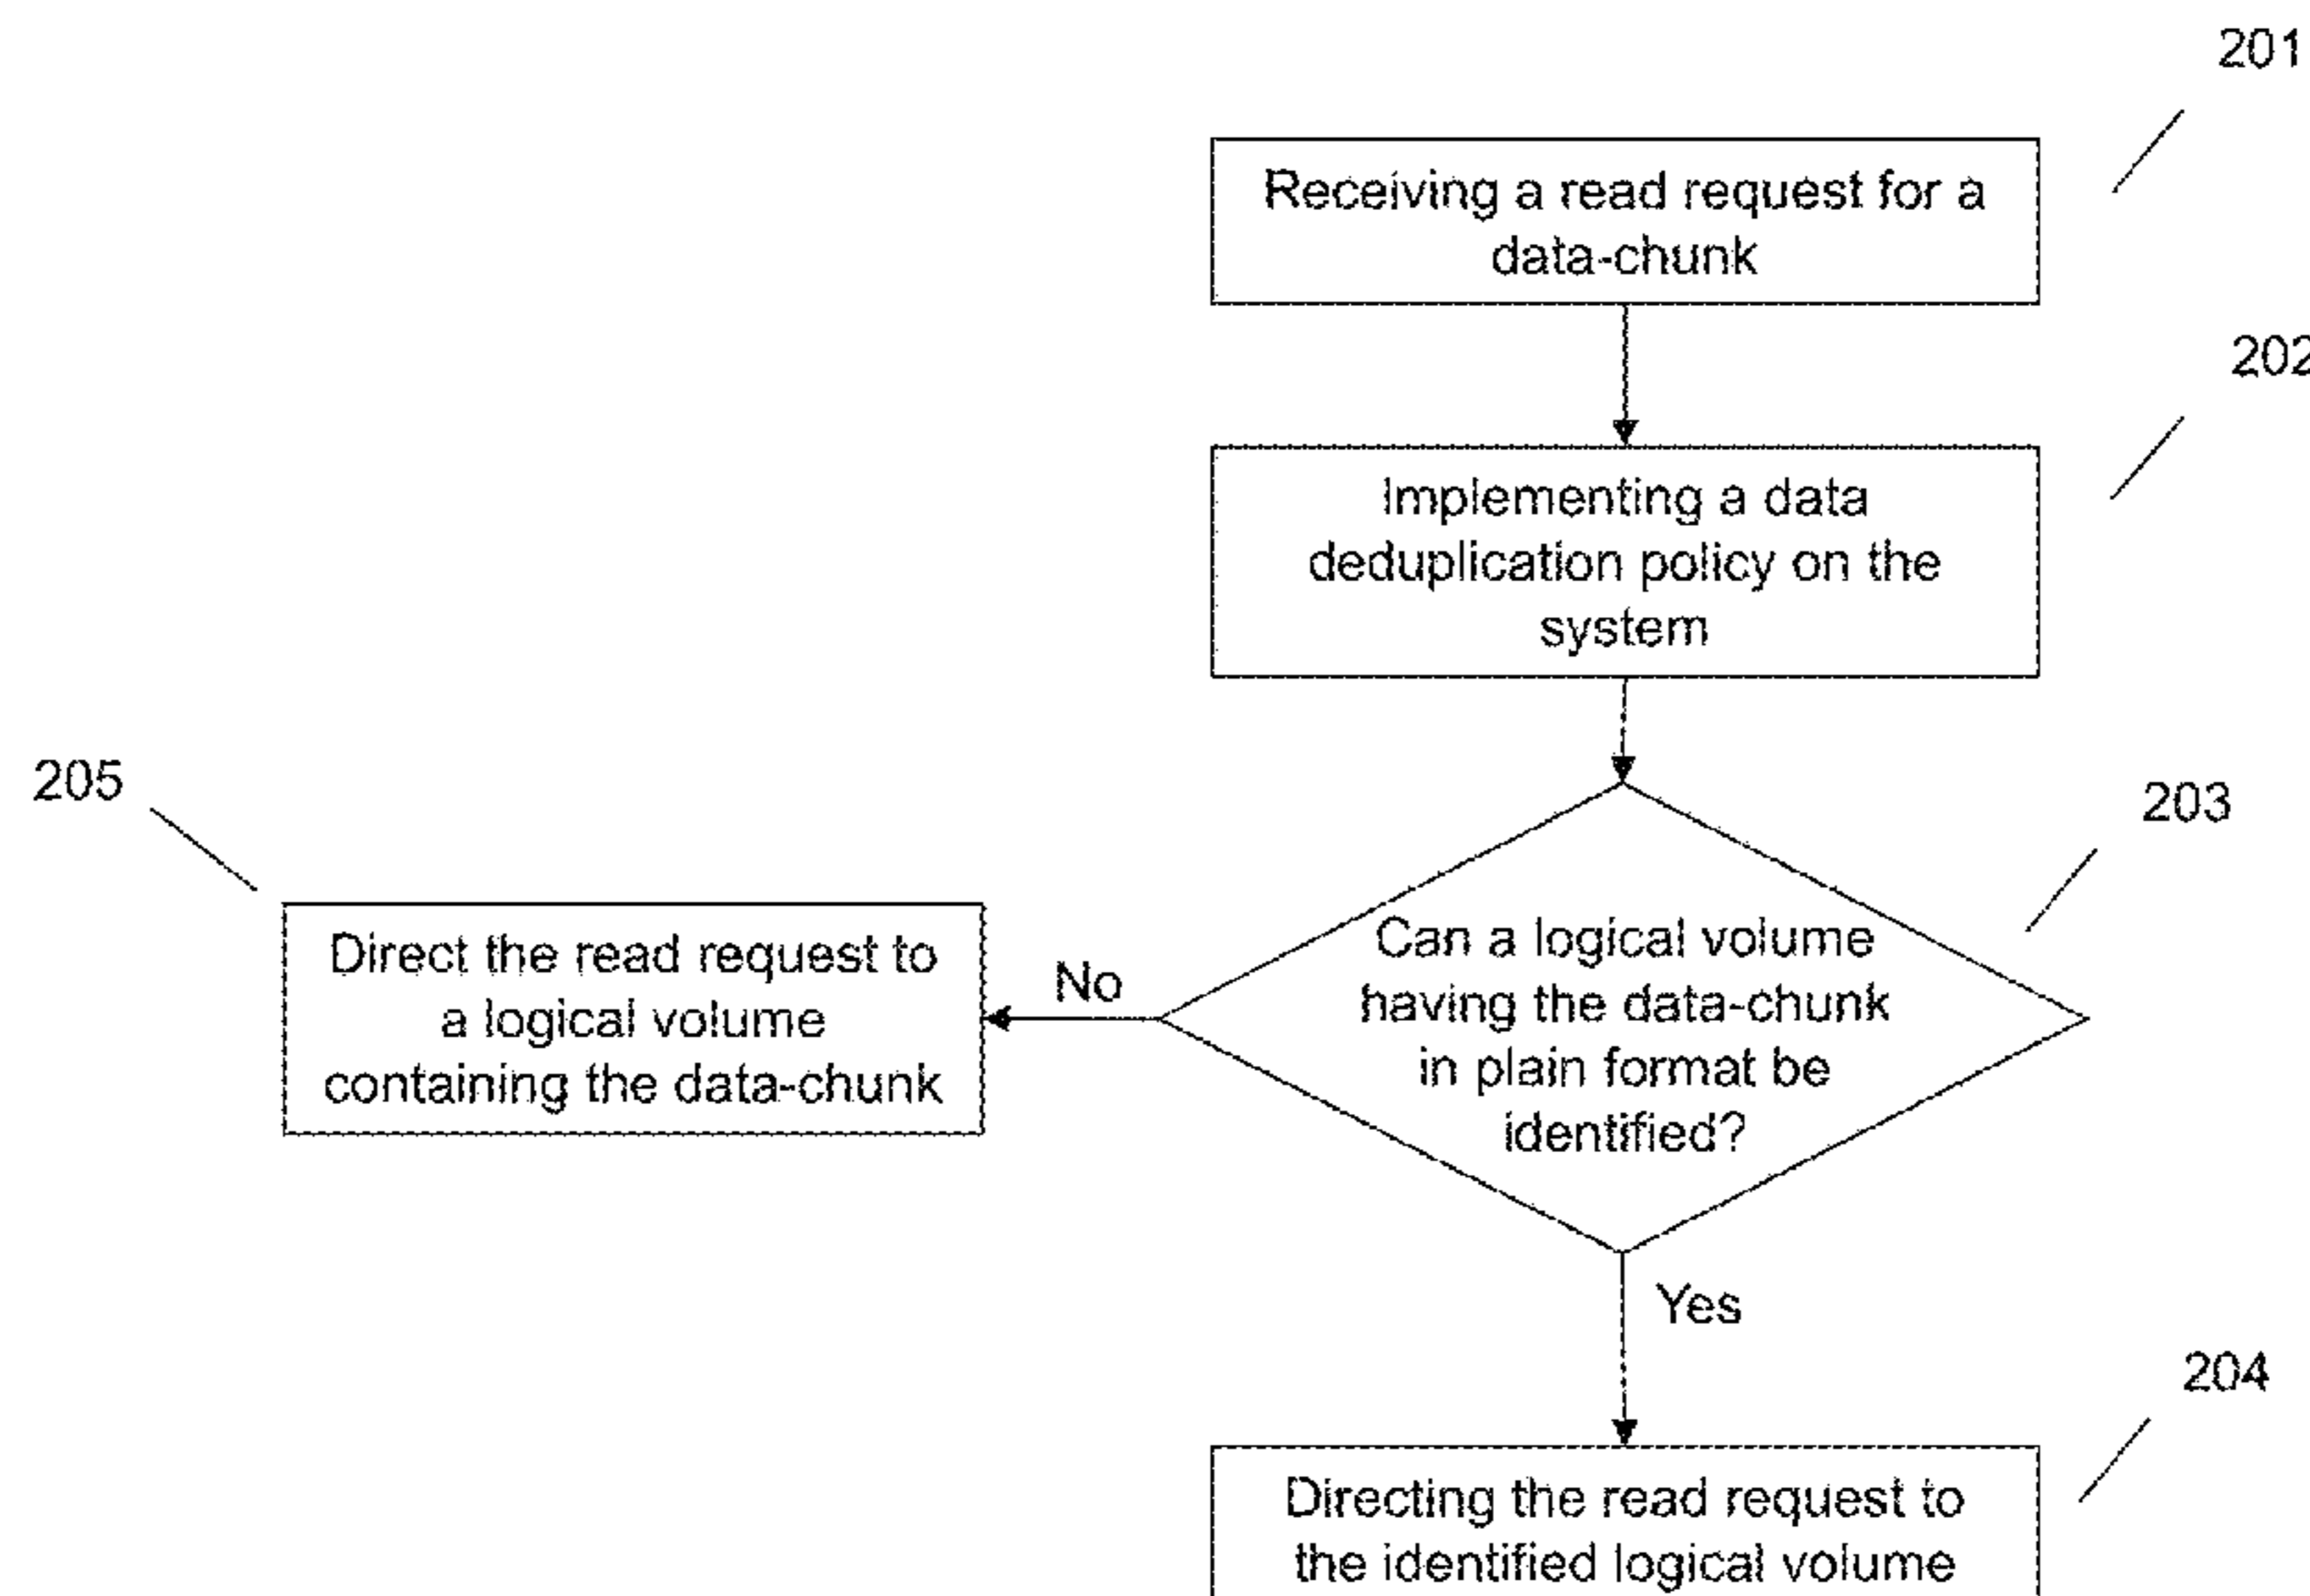 201
Receiving a read request for a
data-chunk
202
Implementing a data
deduplication policy on the
system
205
203
Direct the read request to
a logical volume
containing the data-chunk
No
Can a logical volume
having the data-chunk
in plain format be
identified?
Yes
204
Directing the read request to
the identified logical volume